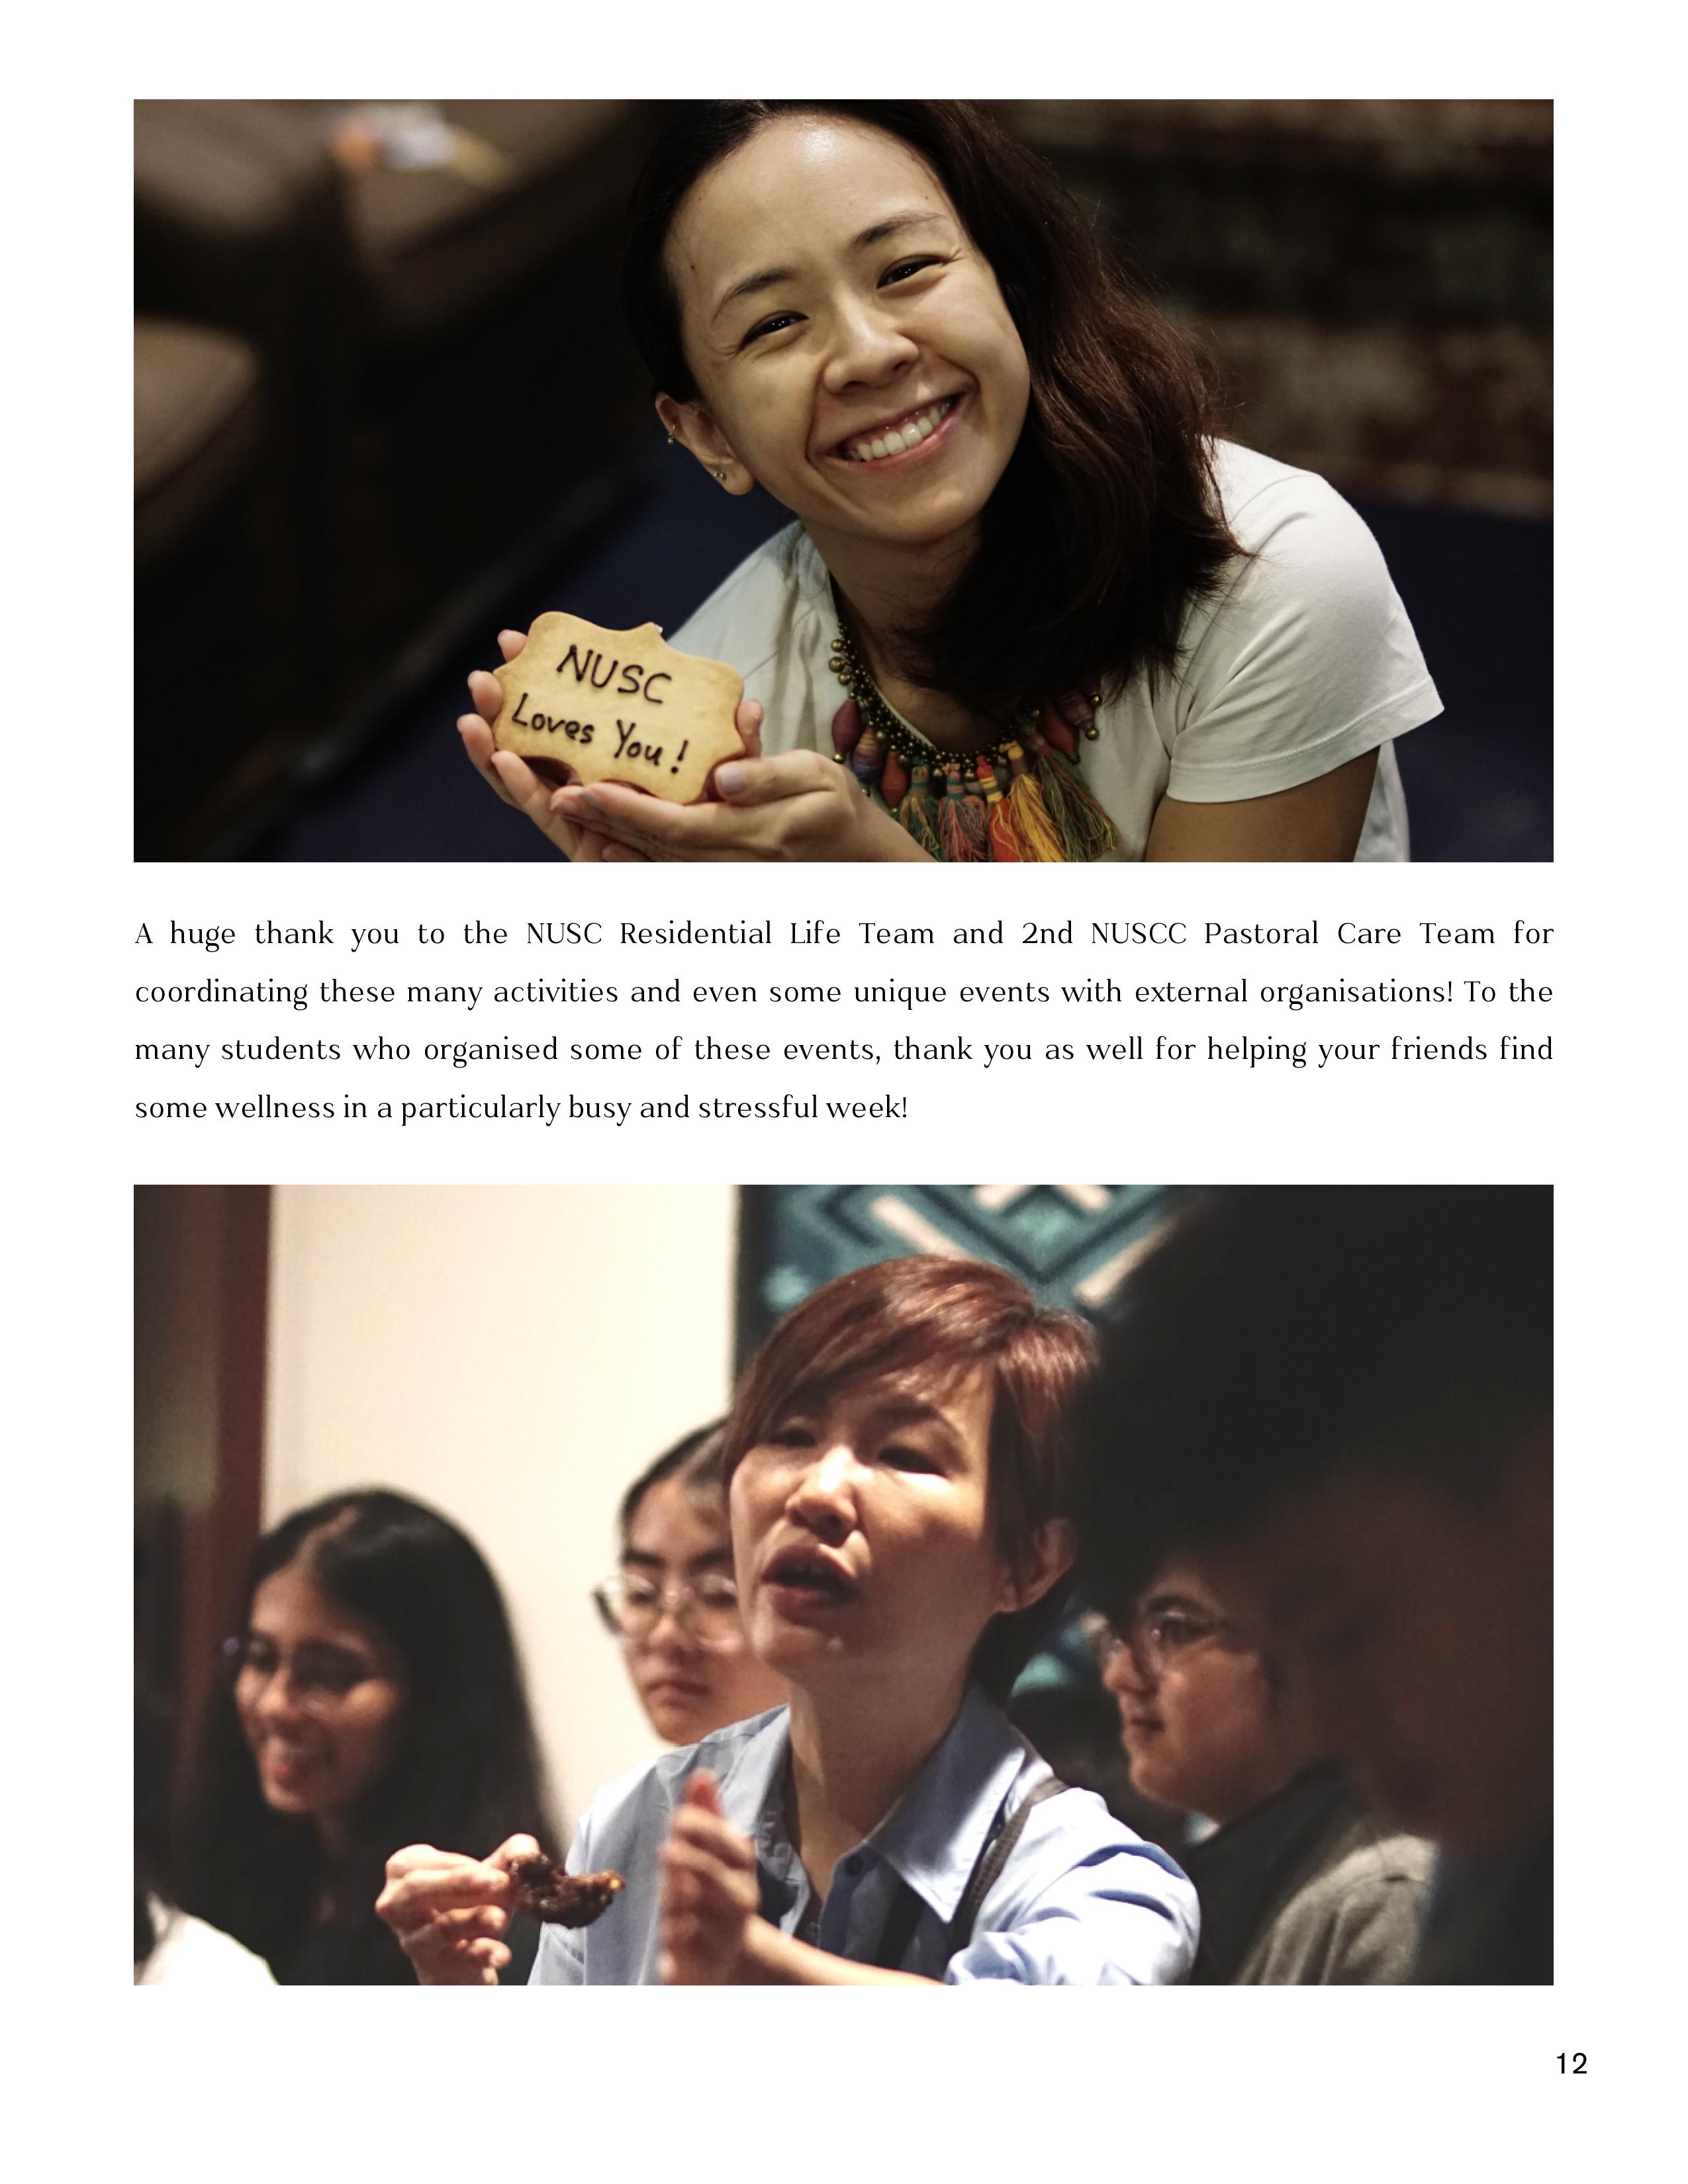 NUSC
Loves You!
A huge thank you to the NUSC Residential Life Team and 2nd NUSCC Pastoral Care Team for
coordinating these many activities and even some unique events with external organisations! To the
many students who organised some of these events, thank you as well for helping your friends find
some wellness in a particularly busy and stressful week!
12